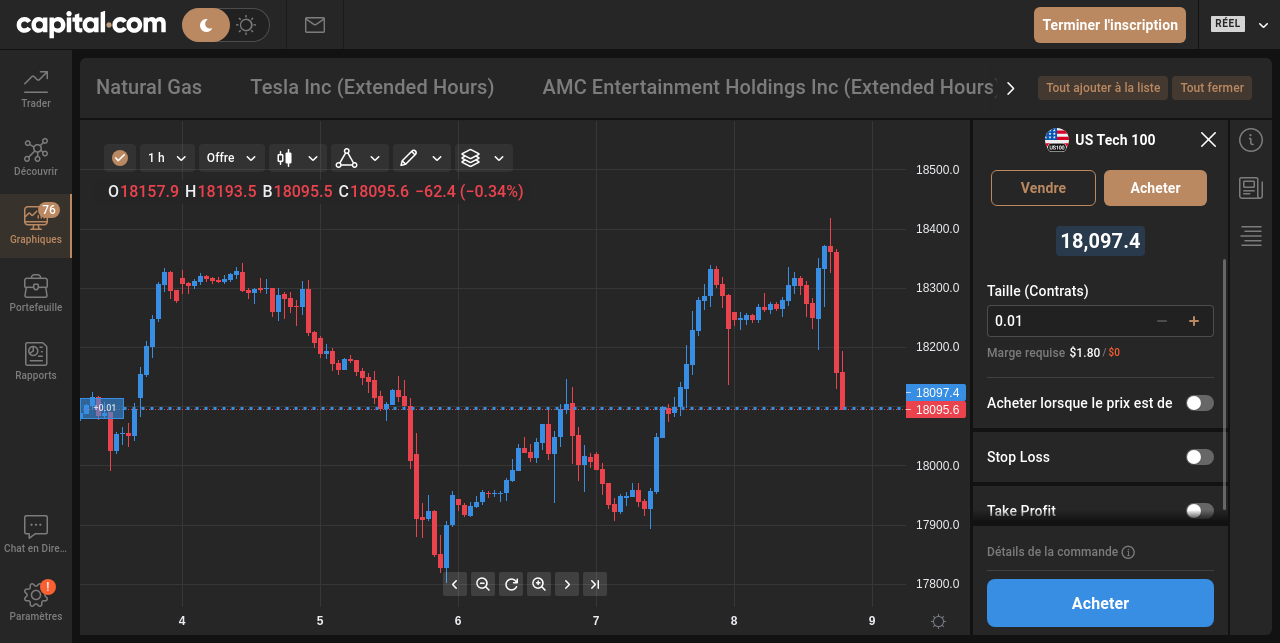 capital.com
Terminer l'inscription
RÉEL
Trader
Découvrir
76
Graphiques
Portefeuille
Rapports
Chat en Dire...
!
Paramètres
Natural Gas
Tesla Inc (Extended Hours)
AMC Entertainment Holdings Inc (Extended Hours)
Tout ajouter à la liste
Tout fermer
1 h
Offre
O18157.9 H18193.5 B18095.5 C18095.6 −62.4 (−0.34%)
18500.0
18400.0
18300.0
18200.0
18097.4
18095.6
18000.0
17900.0
17800.0
+0.01
4
5
6
7
8
9
US100
US Tech 100
Vendre
Acheter
18,097.4
Taille (Contrats)
0.01
Marge requise $1.80 / $0
Acheter lorsque le prix est de
Stop Loss
Take Profit
Détails de la commande
Acheter